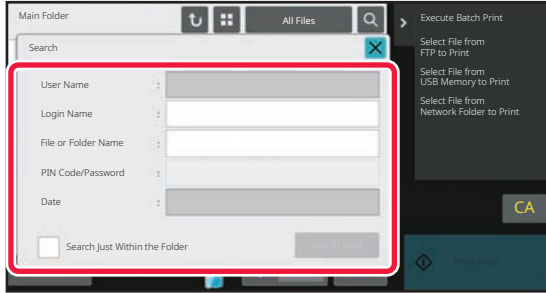 Main Folder
All Files
Search
User Name :
Login Name :
File or Folder Name :
PIN Code/Password :
Date :
Search Just Within the Folder
Search Start
Execute Batch Print
Select File from
FTP to Print
Select File from
USB Memory to Print
Select File from
Network Folder to Print
CA
Print Now